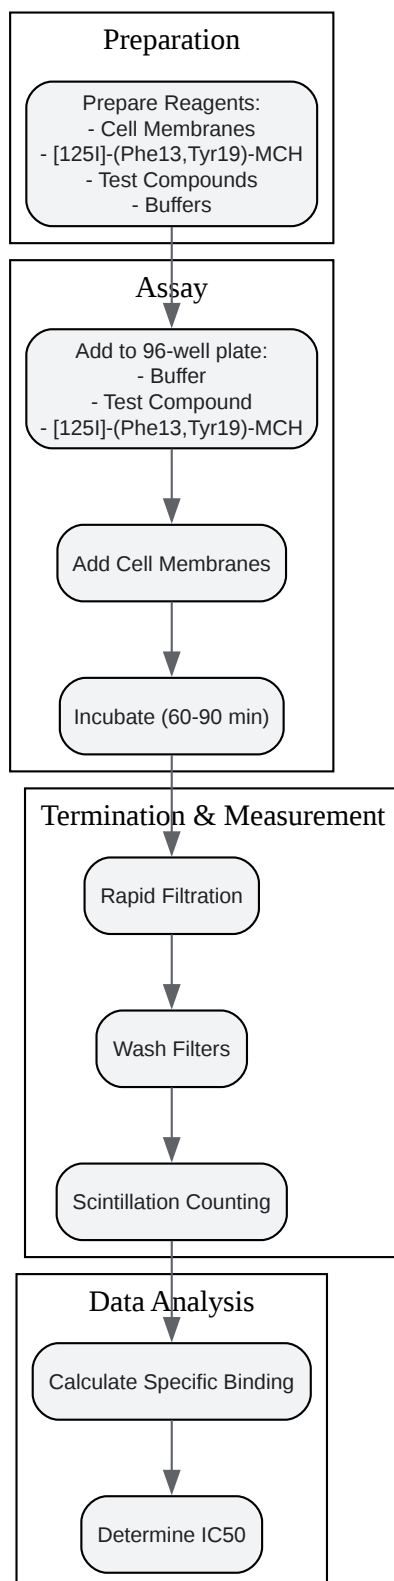 Preparation
Prepare Reagents:
- Cell Membranes
- [125I]-(Phe13,Tyr19)-MCH
- Test Compounds
- Buffers
Assay
Add to 96-well plate:
- Buffer
- Test Compound
- [125I]-(Phe13,Tyr19)-MCH
Add Cell Membranes
Incubate (60-90 min)
Termination & Measurement
Rapid Filtration
Wash Filters
Scintillation Counting
Data Analysis
Calculate Specific Binding
Determine IC50